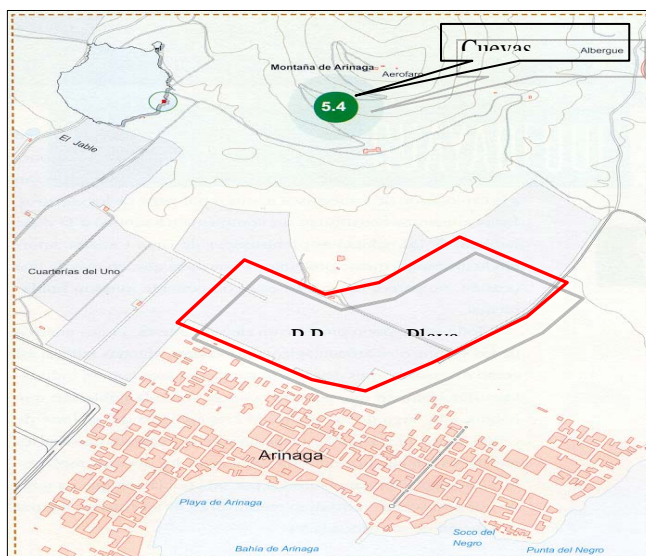 Cuevas
Albergue
Montaña de Arinaga
Aerofaro
5.4
El Jable
Cuarterías del Uno
P.P. Playa
Arinaga
Playa de Arinaga
Soco del
Negro
Bahía de Arinaga
Punta del Negro